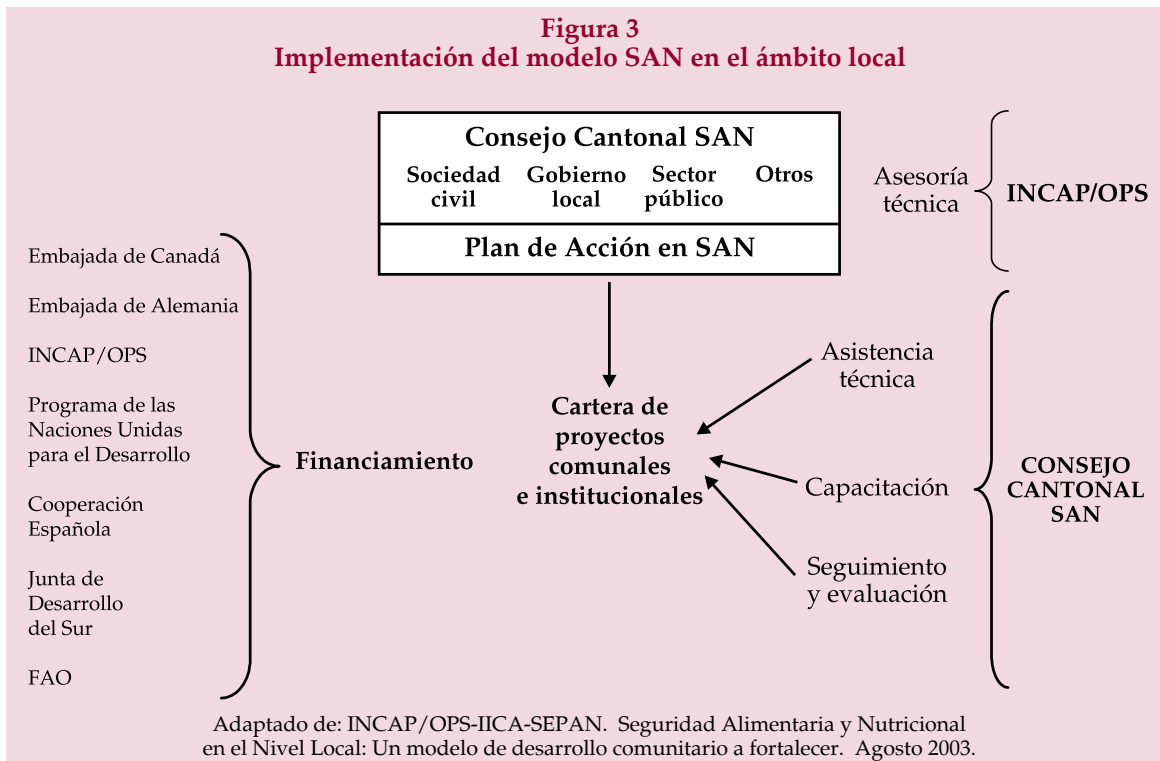 Figura 3
Implementación del modelo SAN en el ámbito local
Consejo Cantonal SAN
Sociedad civil
Gobierno local
Sector público
Otros
Plan de Acción en SAN
Asesoría
técnica
INCAP/OPS
Embajada de Canadá
Embajada de Alemania
INCAP/OPS
Programa de las
Naciones Unidas
para el Desarrollo
Cooperación
Española
Junta de
Desarrollo
del Sur
FAO
Financiamiento
Cartera de
proyectos
comunales
e institucionales
Asistencia
técnica
Capacitación
Seguimiento
y evaluación
CONSEJO
CANTONAL
SAN
Adaptado de: INCAP/OPS-IICA-SEPAN. Seguridad Alimentaria y Nutricional
en el Nivel Local: Un modelo de desarrollo comunitario a fortalecer. Agosto 2003.